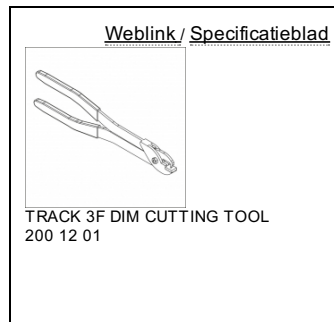 Weblink / Specificatieblad
TRACK 3F DIM CUTTING TOOL
200 12 01